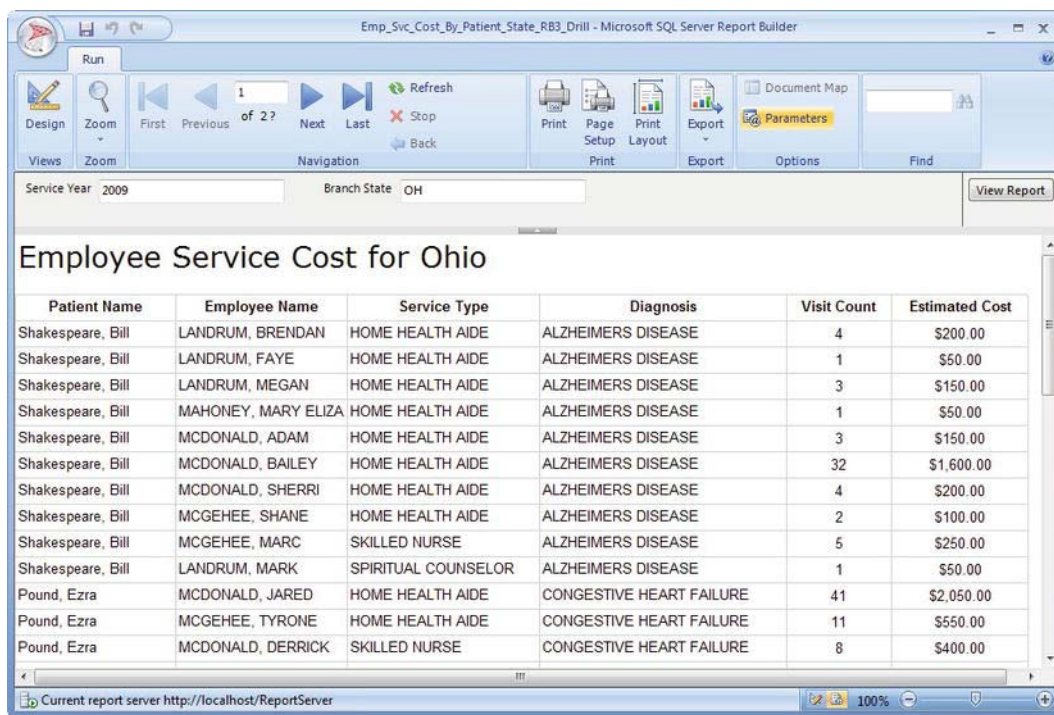 Emp_Svc_Cost_By_Patient_State_RB3_Drill - Microsoft SQL Server Report Builder
Run
Design
Zoom
First
Previous
1
of 2?
Next
Last
Refresh
Stop
Back
Print
Page Setup
Print Layout
Export
Document Map
Parameters
Views
Zoom
Navigation
Print
Export
Options
Find
Service Year 2009 Branch State OH View Report
Employee Service Cost for Ohio
Patient Name Employee Name Service Type Diagnosis Visit Count Estimated Cost
Shakespeare, Bill LANDRUM, BRENDAN HOME HEALTH AIDE ALZHEIMERS DISEASE 4 $200.00
Shakespeare, Bill LANDRUM, FAYE HOME HEALTH AIDE ALZHEIMERS DISEASE 1 $50.00
Shakespeare, Bill LANDRUM, MEGAN HOME HEALTH AIDE ALZHEIMERS DISEASE 3 $150.00
Shakespeare, Bill MAHONEY, MARY ELIZA HOME HEALTH AIDE ALZHEIMERS DISEASE 1 $50.00
Shakespeare, Bill MCDONALD, ADAM HOME HEALTH AIDE ALZHEIMERS DISEASE 3 $150.00
Shakespeare, Bill MCDONALD, BAILEY HOME HEALTH AIDE ALZHEIMERS DISEASE 32 $1,600.00
Shakespeare, Bill MCDONALD, SHERRI HOME HEALTH AIDE ALZHEIMERS DISEASE 4 $200.00
Shakespeare, Bill MCGEHEE, SHANE HOME HEALTH AIDE ALZHEIMERS DISEASE 2 $100.00
Shakespeare, Bill MCGEHEE, MARC SKILLED NURSE ALZHEIMERS DISEASE 5 $250.00
Shakespeare, Bill LANDRUM, MARK SPIRITUAL COUNSELOR ALZHEIMERS DISEASE 1 $50.00
Pound, Ezra MCDONALD, JARED HOME HEALTH AIDE CONGESTIVE HEART FAILURE 41 $2,050.00
Pound, Ezra MCGEHEE, TYRONE HOME HEALTH AIDE CONGESTIVE HEART FAILURE 11 $550.00
Pound, Ezra MCDONALD, DERRICK SKILLED NURSE CONGESTIVE HEART FAILURE 8 $400.00
Current report server http://localhost/ReportServer 100%